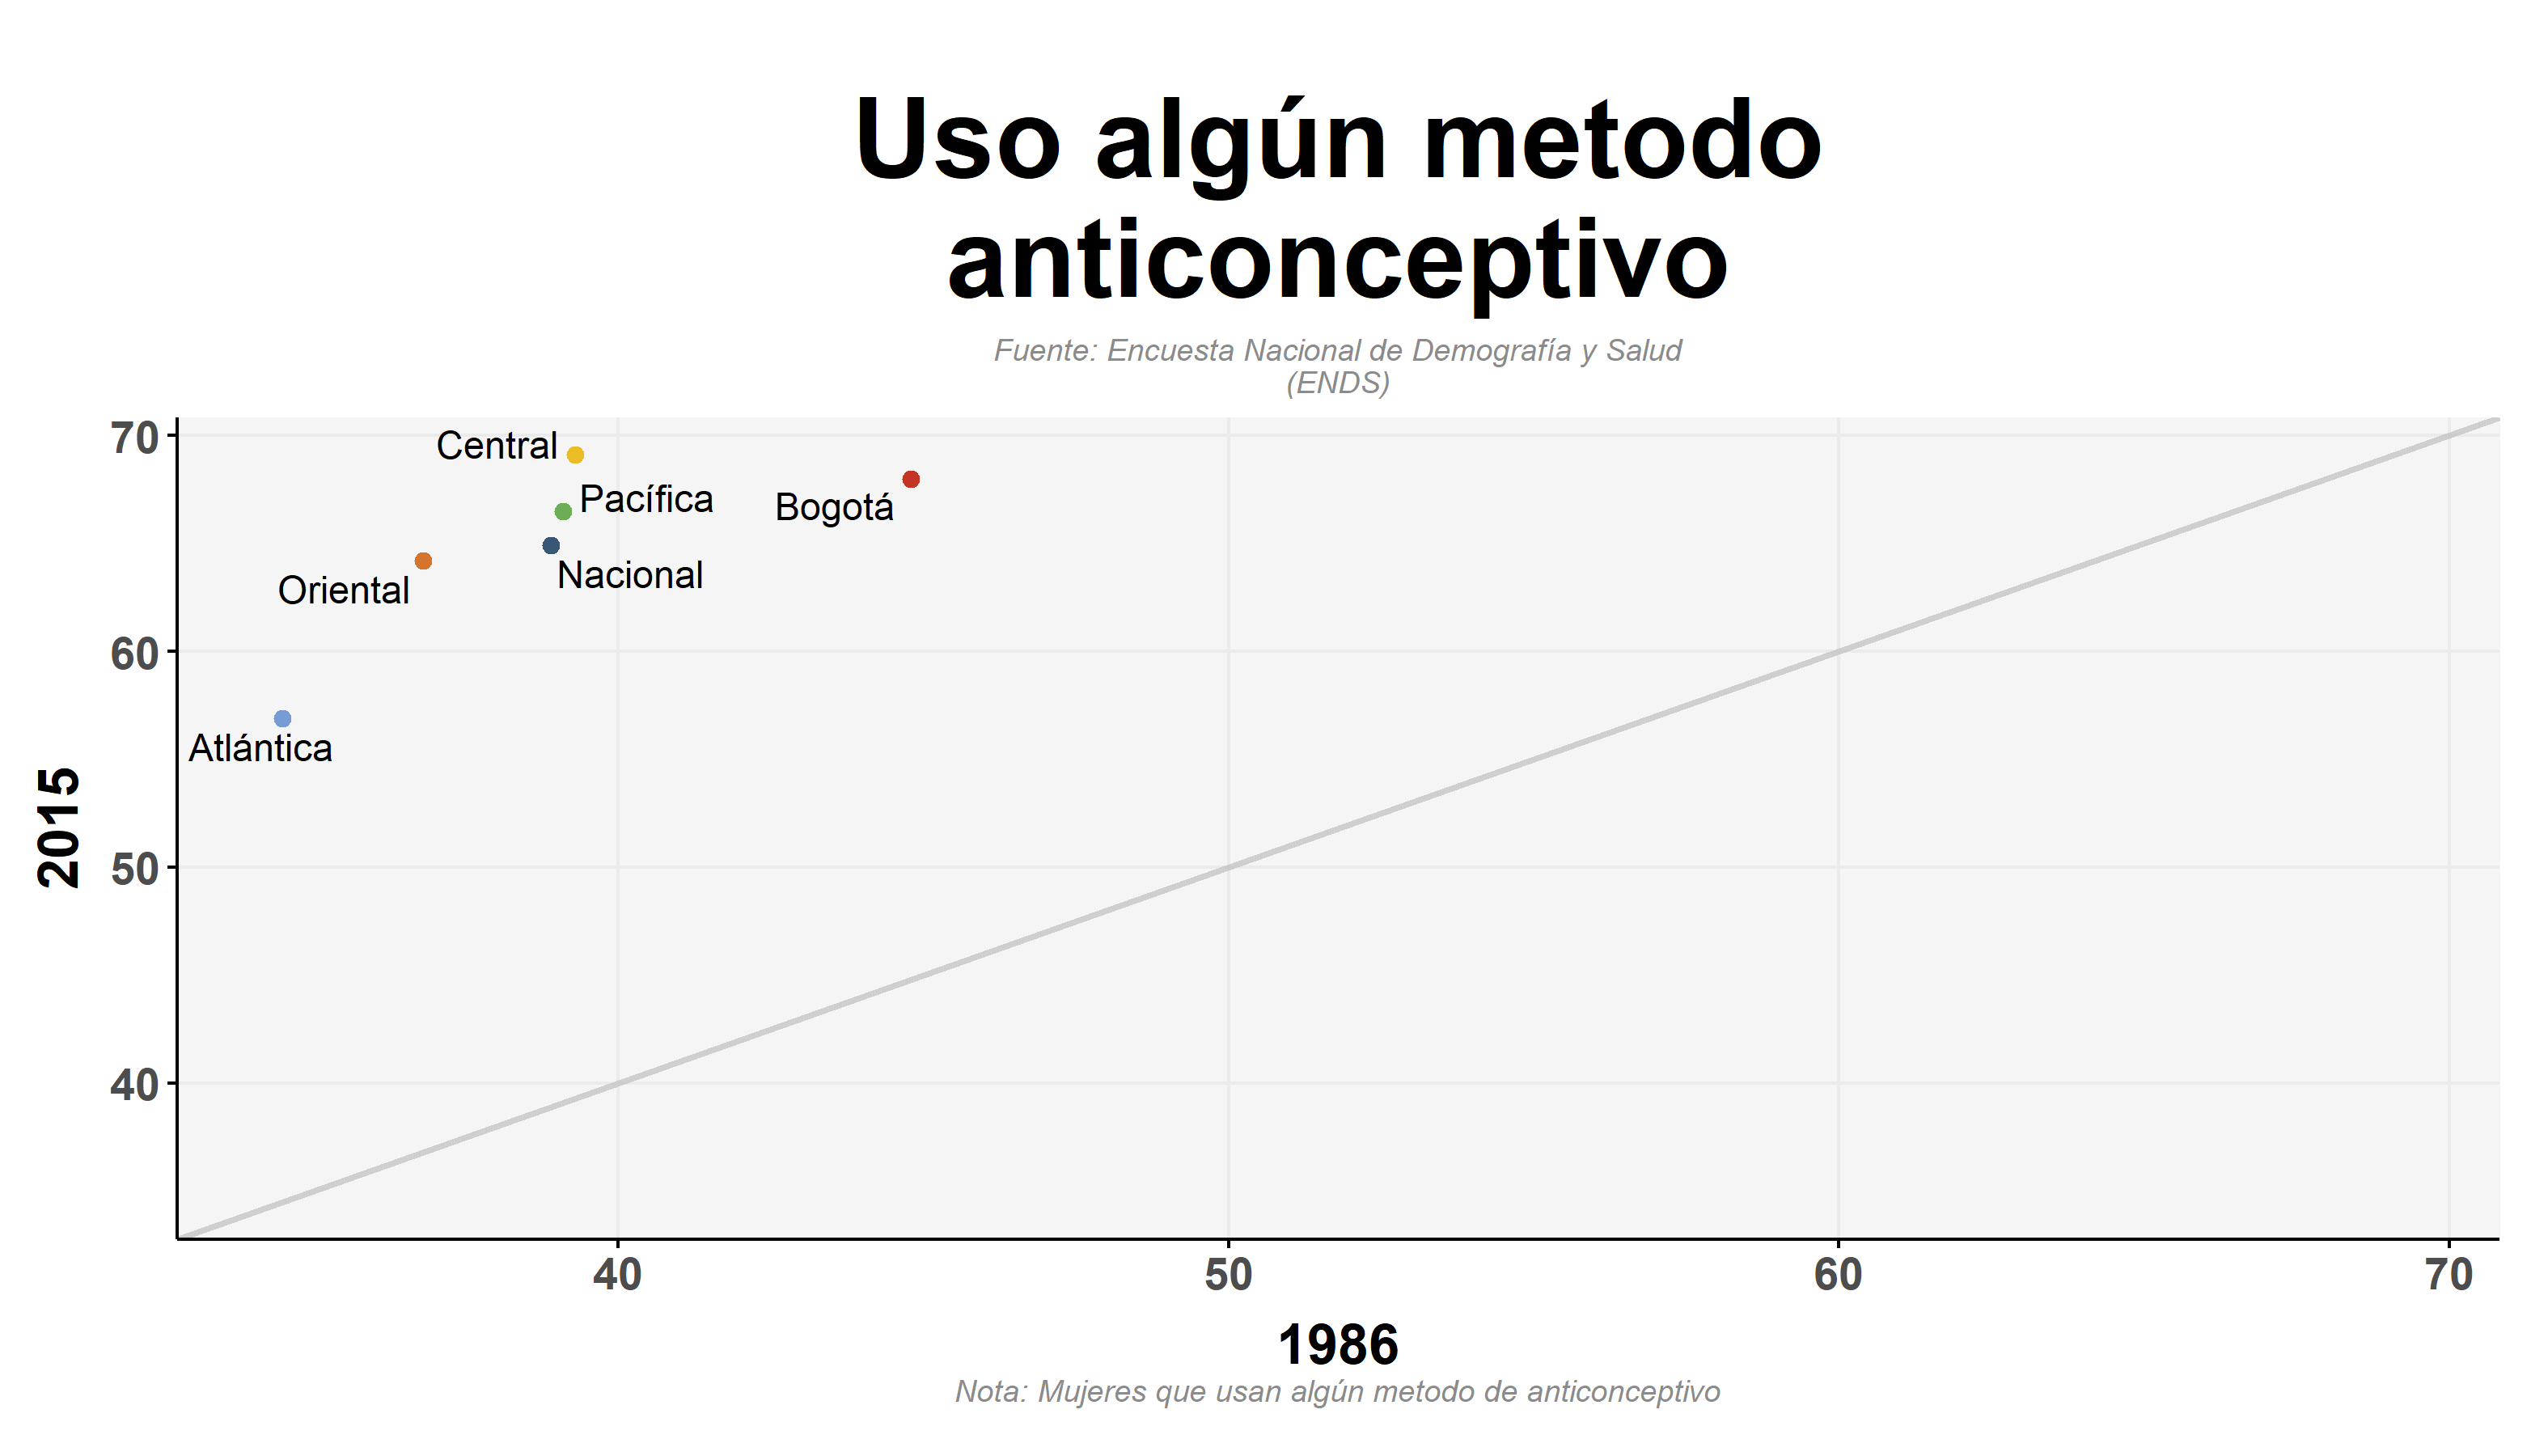 Uso algún metodo
anticonceptivo
Fuente: Encuesta Nacional de Demografía y Salud
(ENDS)
70
60
50
40
2015
Central
Pacífica
Bogotá
Nacional
Oriental
Atlántica
40
50
60
70
1986
Nota: Mujeres que usan algún metodo de anticonceptivo